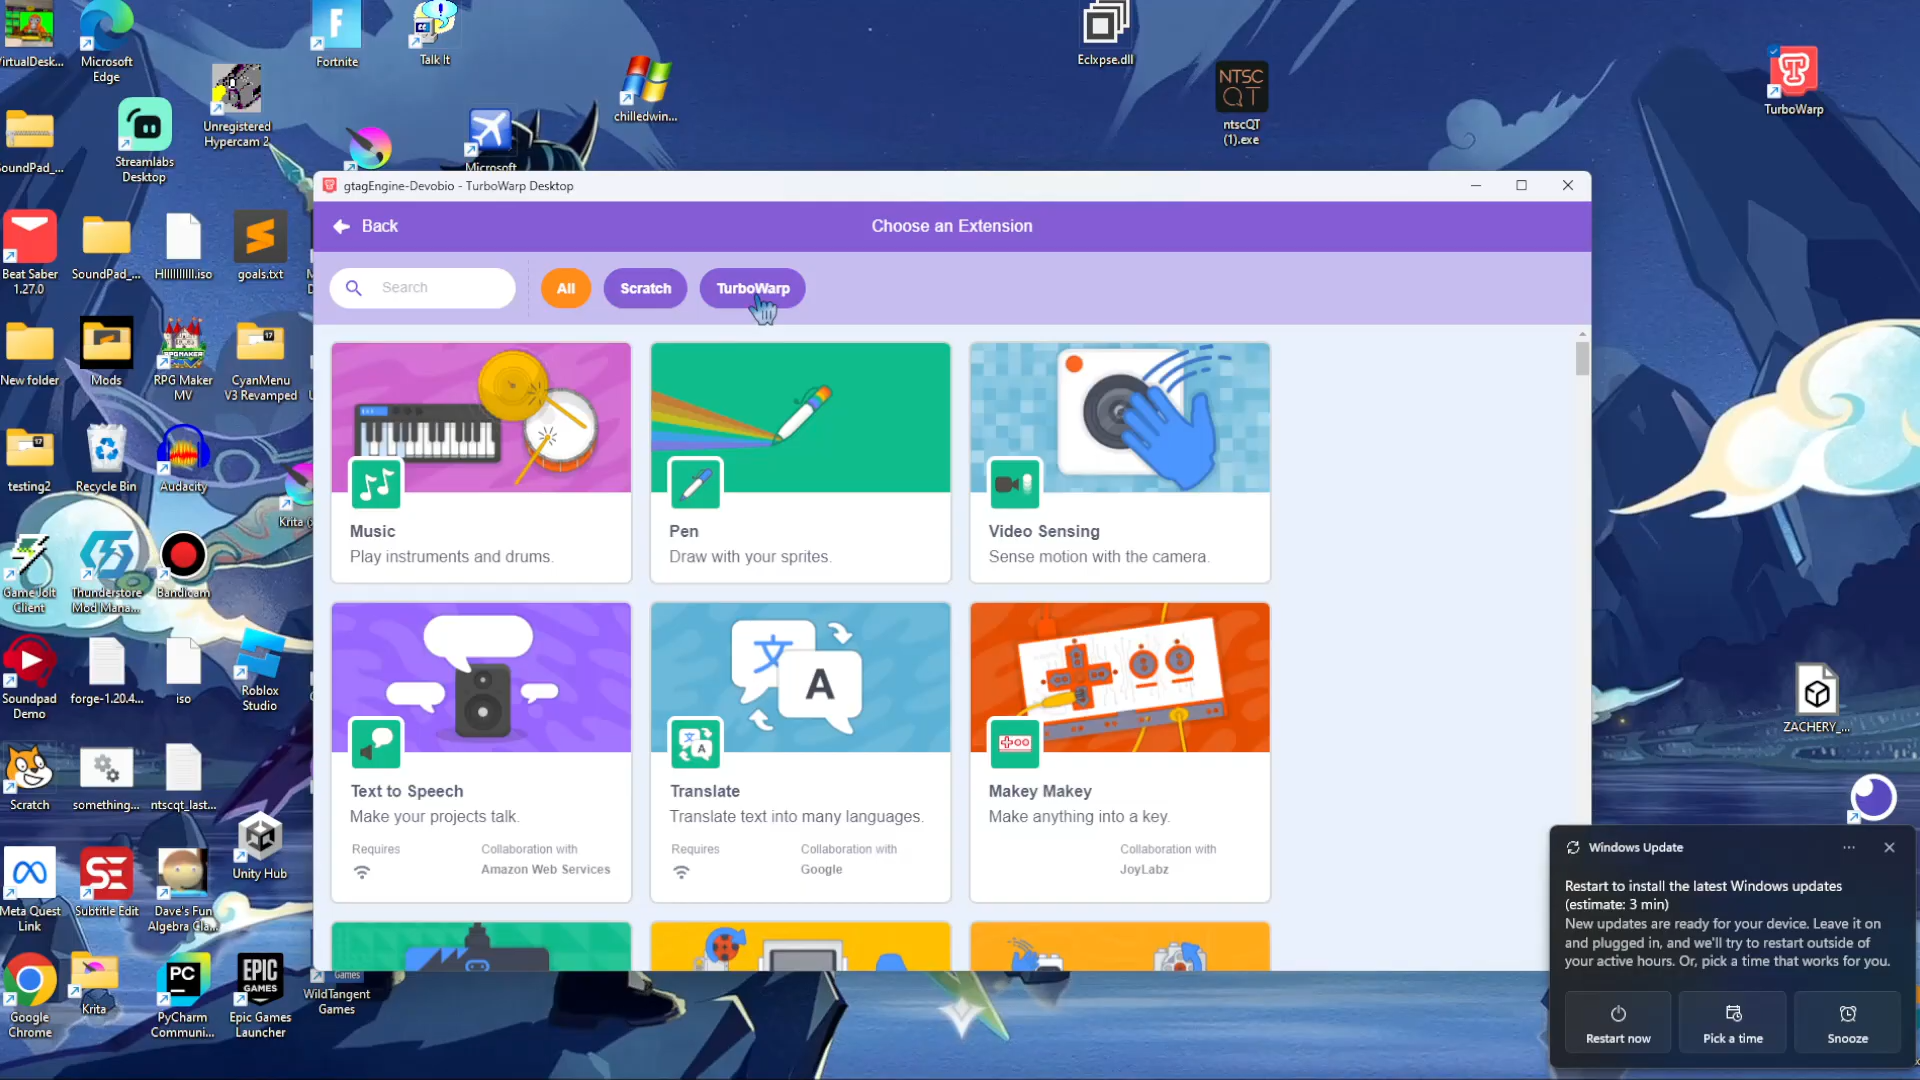 VirtualDesk...
Microsoft
Edge
Fortnite
Talk It
Unregistered
Hypercam 2
chilledwin...
Eclxpse.dll
NTSC
QT
ntscQT
(1).exe
TurboWarp
SoundPad_...
Streamlabs
Desktop
Microsoft
gtagEngine-Devobio - TurboWarp Desktop
Back
Choose an Extension
Search
All
Scratch
TurboWarp
Beat Saber
1.27.0
SoundPad_...
HIIIIIIIIII.iso
goals.txt
New folder
Mods
RPG Maker
MV
CyanMenu
V3 Revamped
testing2
Recycle Bin
Audacity
Krita
GameJolt
Client
Thunderstore
Mod Mana...
Bandicam
Soundpad
Demo
forge-1.20.4...
iso
Roblox
Studio
Scratch
something...
ntscqt_last...
Unity Hub
Meta Quest
Link
Subtitle Edit
Dave's Fun
Algebra Cla...
Google
Chrome
Krita
PC
PyCharm
Communi...
EPIC
GAMES
Epic Games
Launcher
Games
WildTangent
Games
Music
Play instruments and drums.
Pen
Draw with your sprites.
Video Sensing
Sense motion with the camera.
Text to Speech
Make your projects talk.
Requires
Collaboration with
Amazon Web Services
文
A
Translate
Translate text into many languages.
Requires
Collaboration with
Google
Makey Makey
Make anything into a key.
Collaboration with
JoyLabz
ZACHERY_...
Windows Update
Restart to install the latest Windows updates
(estimate: 3 min)
New updates are ready for your device. Leave it on
and plugged in, and we'll try to restart outside of
your active hours. Or, pick a time that works for you.
Restart now
Pick a time
Snooze